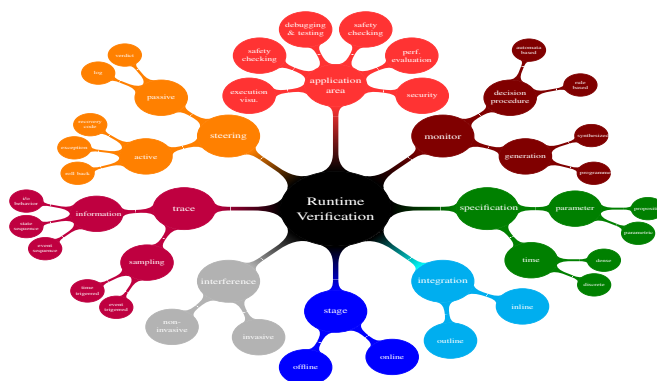 Runtime
Verification
application
area
execution
visu.
safety
checking
debugging
& testing
safety
checking
perf.
evaluation
security
monitor
decision
procedure
automata
based
rule
based
generation
synthesized
programmed
specification
parameter
parametric
time
dense
discrete
integration
inline
outline
stage
online
offline
interference
invasive
non-
invasive
trace
information
i/o
behavior
state
sequence
event
sequence
sampling
time
triggered
event
triggered
steering
passive
verdict
log
active
recovery
code
exception
roll back